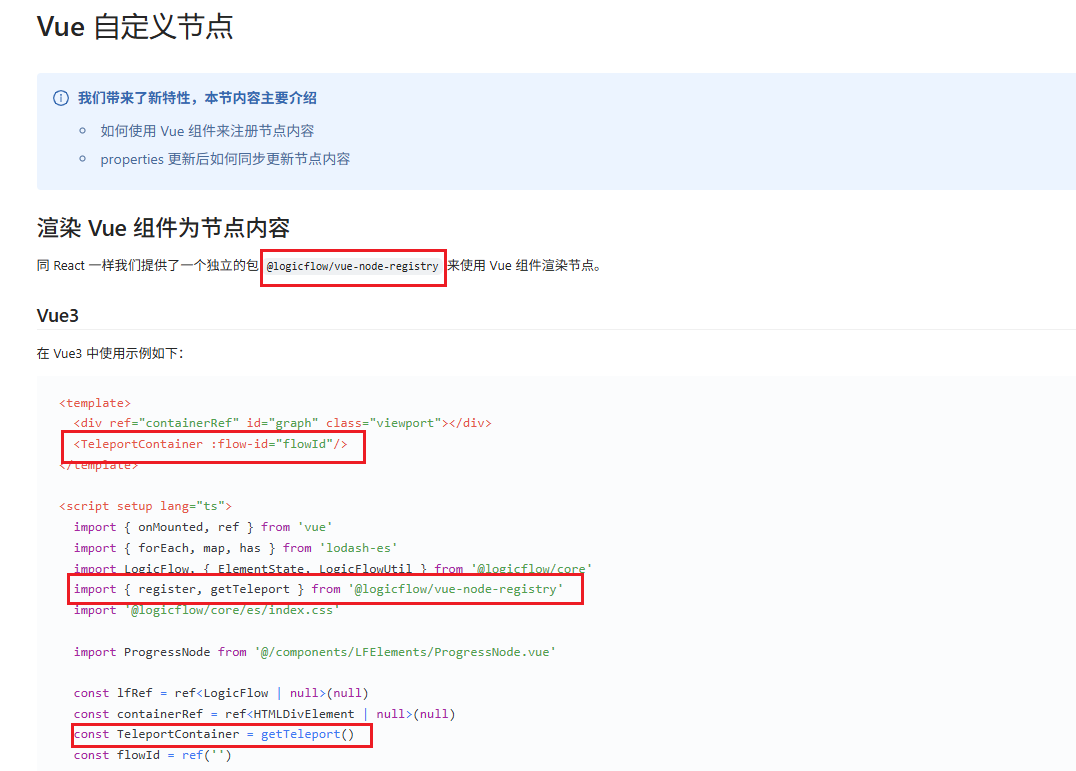 Vue 自定义节点
我们带来了新特性，本节内容主要介绍
如何使用 Vue 组件来注册节点内容
properties 更新后如何同步更新节点内容
渲染 Vue 组件为节点内容
同 React 一样我们提供了一个独立的包 @logicflow/vue-node-registry 来使用 Vue 组件渲染节点。
Vue3
在 Vue3 中使用示例如下：
<template>
<div ref="containerRef" id="graph" class="viewport"></div>
<TeleportContainer :flow-id="flowId"/>
</template>
<script setup lang="ts">
import { onMounted, ref } from 'vue'
import { forEach, map, has } from 'lodash-es'
import LogicFlow, { ElementState, LogicFlowUtil } from '@logicflow/core'
import { register, getTeleport } from '@logicflow/vue-node-registry'
import '@logicflow/core/es/index.css'
import ProgressNode from '@/components/LFElements/ProgressNode.vue'
const lfRef = ref<LogicFlow | null>(null)
const containerRef = ref<HTMLDivElement | null>(null)
const TeleportContainer = getTeleport()
const flowId = ref('')